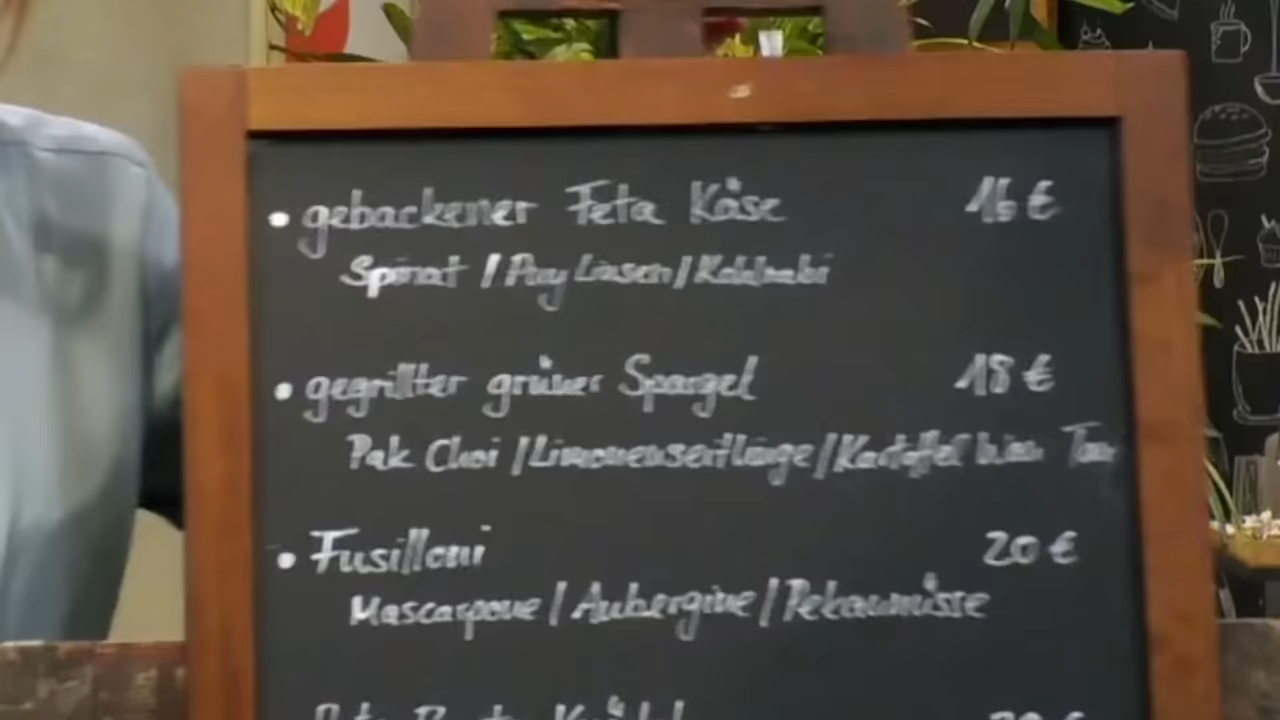 • gebackener Feta Käse 16 €
Spinat / Puy Linsen / Kohlrabi
• gegrillter grüner Spargel 18 €
Pak Choi / Limonenseitlinge / Kartoffel
• Fusilloni 20 €
Mascarpone / Aubergine / Pekannüsse